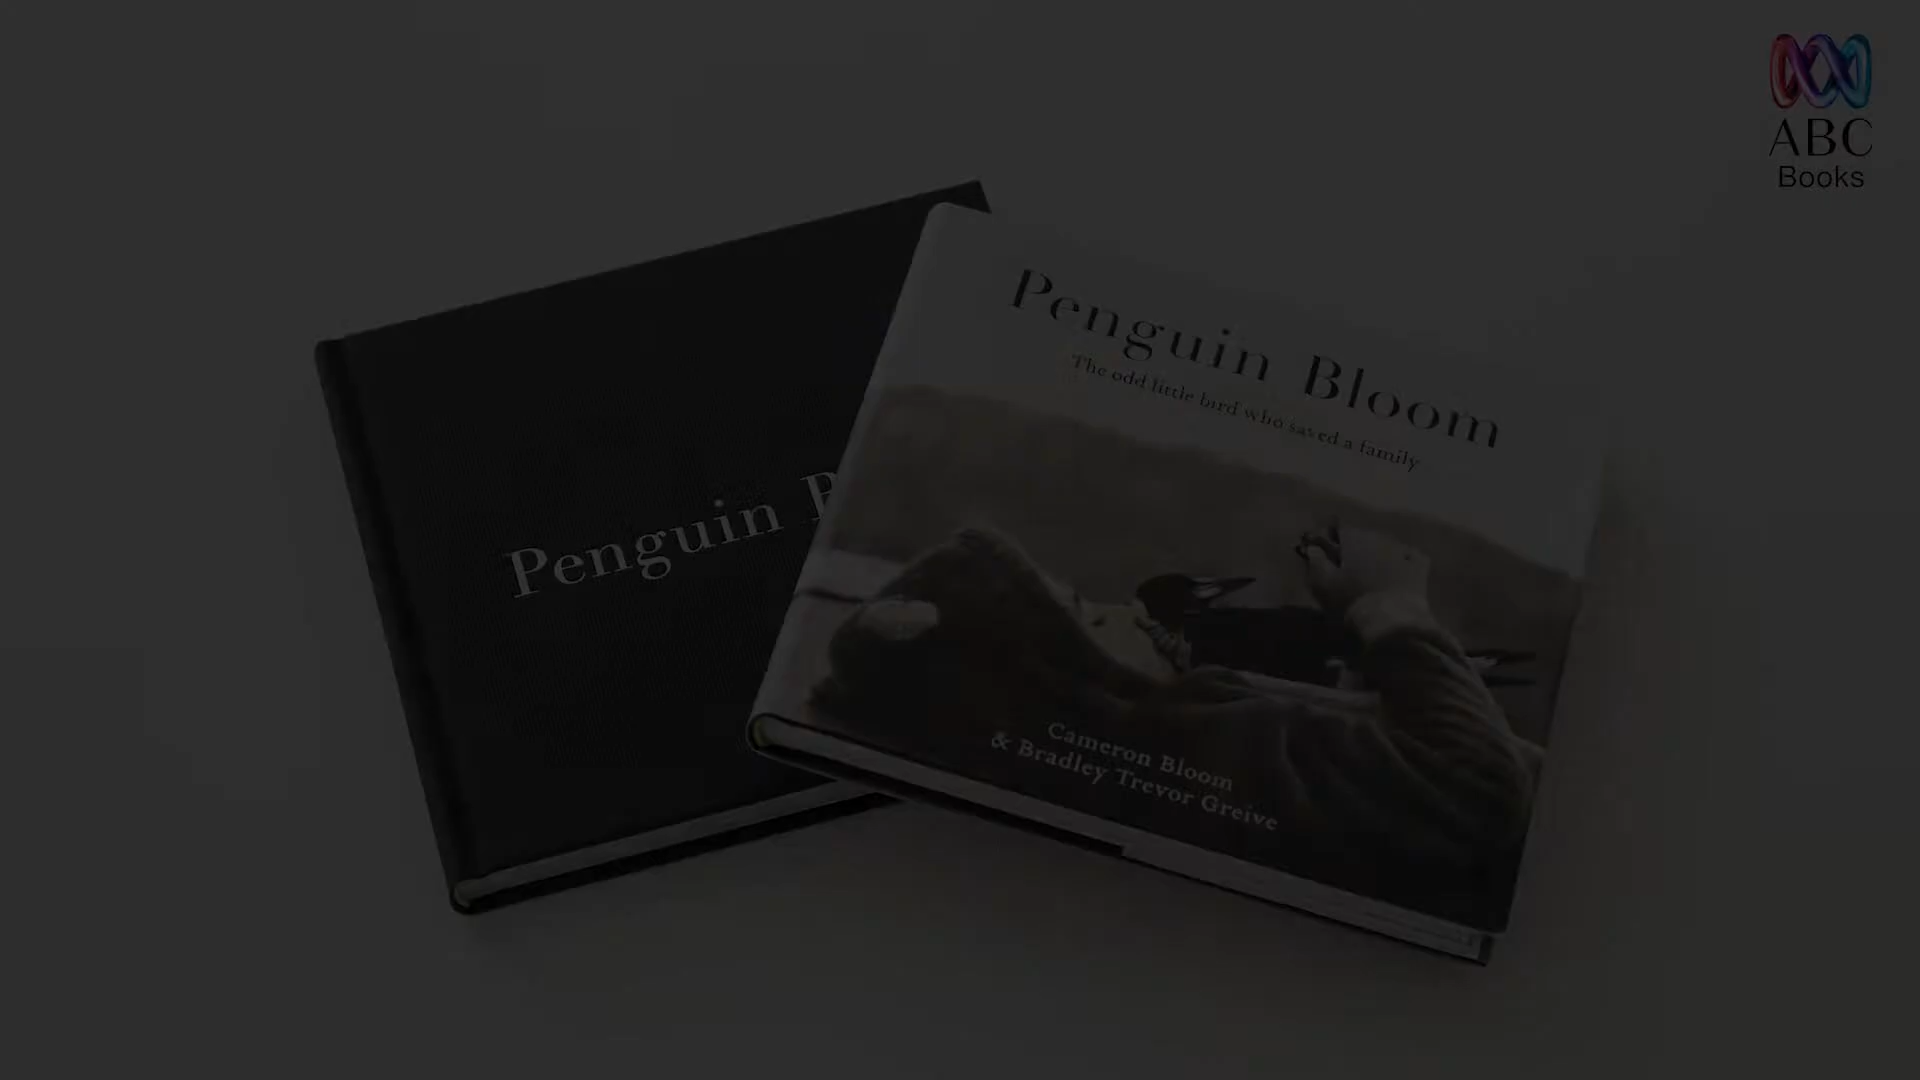 ABC
Books
Penguin
Penguin Bloom
The odd little bird who saved a family
Cameron Bloom
& Bradley Trevor Greive